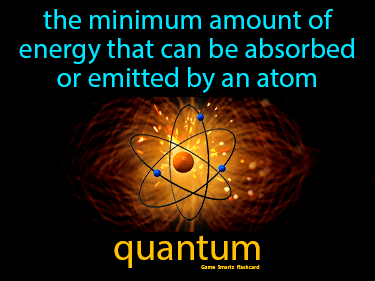 the minimum amount of
energy that can be absorbed
or emitted by an atom
quantum
Game Smartz flashcard